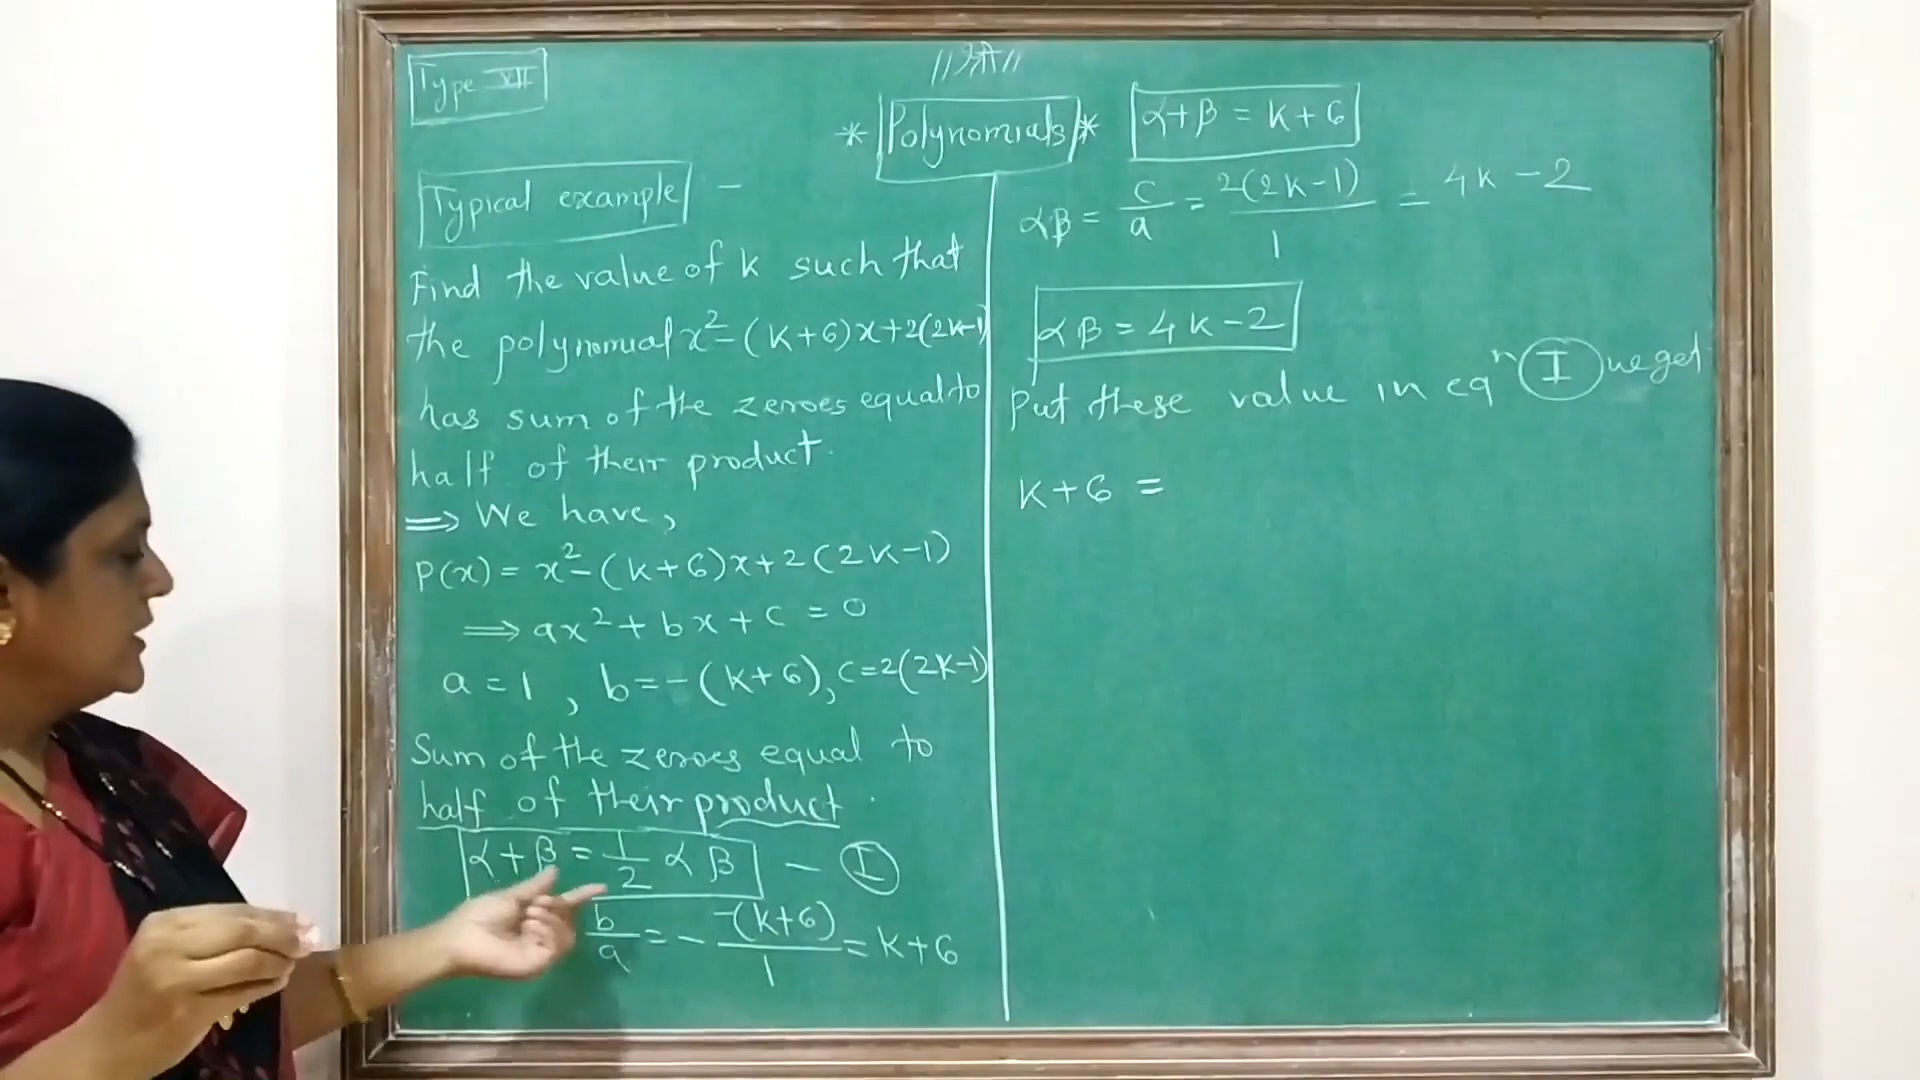 Type VII
//श्री//
* Polynomials *
Typical example –
Find the value of k such that
the polynomial x² – (k+6)x + 2(2k-1)
has sum of the zeroes equal to
half of their product.
⇒ We have,
P(x) = x² – (k+6)x + 2(2k-1)
⇒ ax² + bx + c = 0
a = 1 , b = -(k+6), c = 2(2k-1)
Sum of the zeroes equal to
half of their product.
α+β = 1/2 αβ – I
b/a = - -(k+6)/1 = k+6
α+β = k+6
αβ = c/a = 2(2k-1)/1 = 4k-2
αβ = 4k-2
put these value in eqⁿ I we get
k+6 =